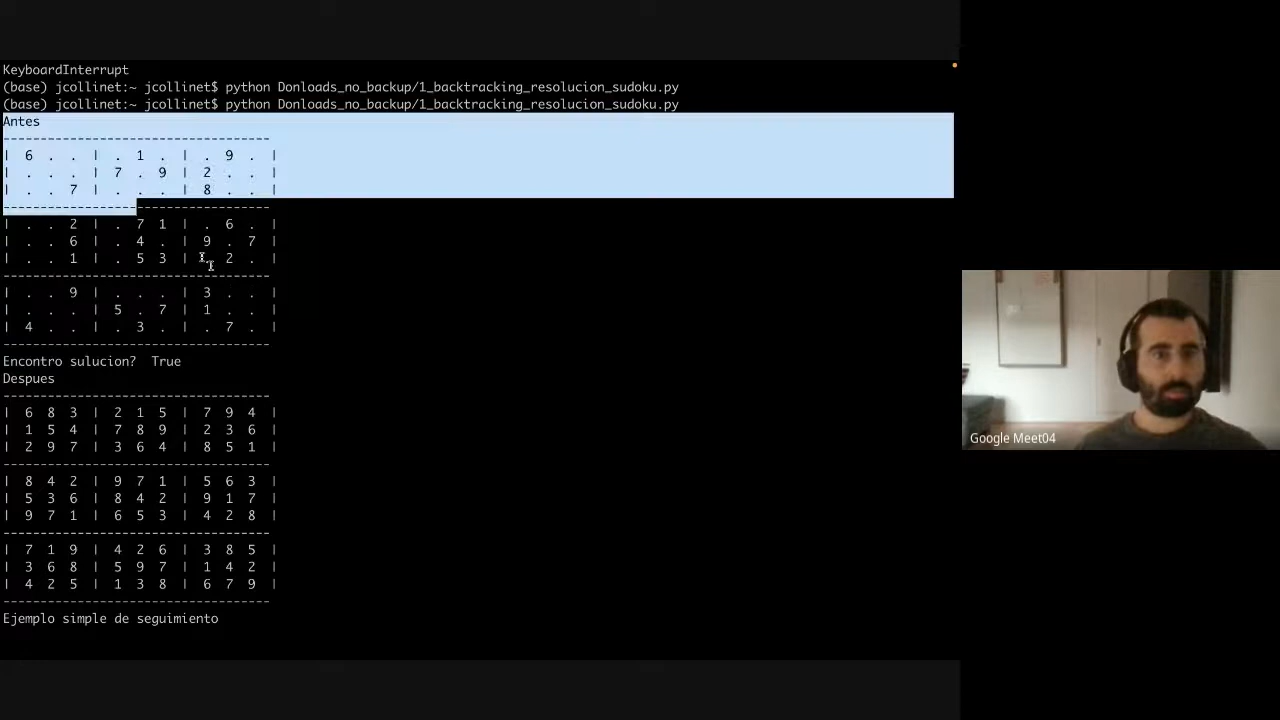 KeyboardInterrupt
(base) jcollinet:~ jcollinet$ python Donloads_no_backup/1_backtracking_resolucion_sudoku.py
(base) jcollinet:~ jcollinet$ python Donloads_no_backup/1_backtracking_resolucion_sudoku.py
Antes
------------------------------------
| 6 . . | . 1 . | . 9 . |
| . . . | 7 . 9 | 2 . . |
| . . 7 | . . . | 8 . . |
------------------------------------
| . . 2 | . 7 1 | . 6 . |
| . . 6 | . 4 . | 9 . 7 |
| . . 1 | . 5 3 | . 2 . |
------------------------------------
| . . 9 | . . . | 3 . . |
| . . . | 5 . 7 | 1 . . |
| 4 . . | . 3 . | . 7 . |
------------------------------------
Encontro sulucion?  True
Despues
------------------------------------
| 6 8 3 | 2 1 5 | 7 9 4 |
| 1 5 4 | 7 8 9 | 2 3 6 |
| 2 9 7 | 3 6 4 | 8 5 1 |
------------------------------------
| 8 4 2 | 9 7 1 | 5 6 3 |
| 5 3 6 | 8 4 2 | 9 1 7 |
| 9 7 1 | 6 5 3 | 4 2 8 |
------------------------------------
| 7 1 9 | 4 2 6 | 3 8 5 |
| 3 6 8 | 5 9 7 | 1 4 2 |
| 4 2 5 | 1 3 8 | 6 7 9 |
------------------------------------
Ejemplo simple de seguimiento
Google Meet04